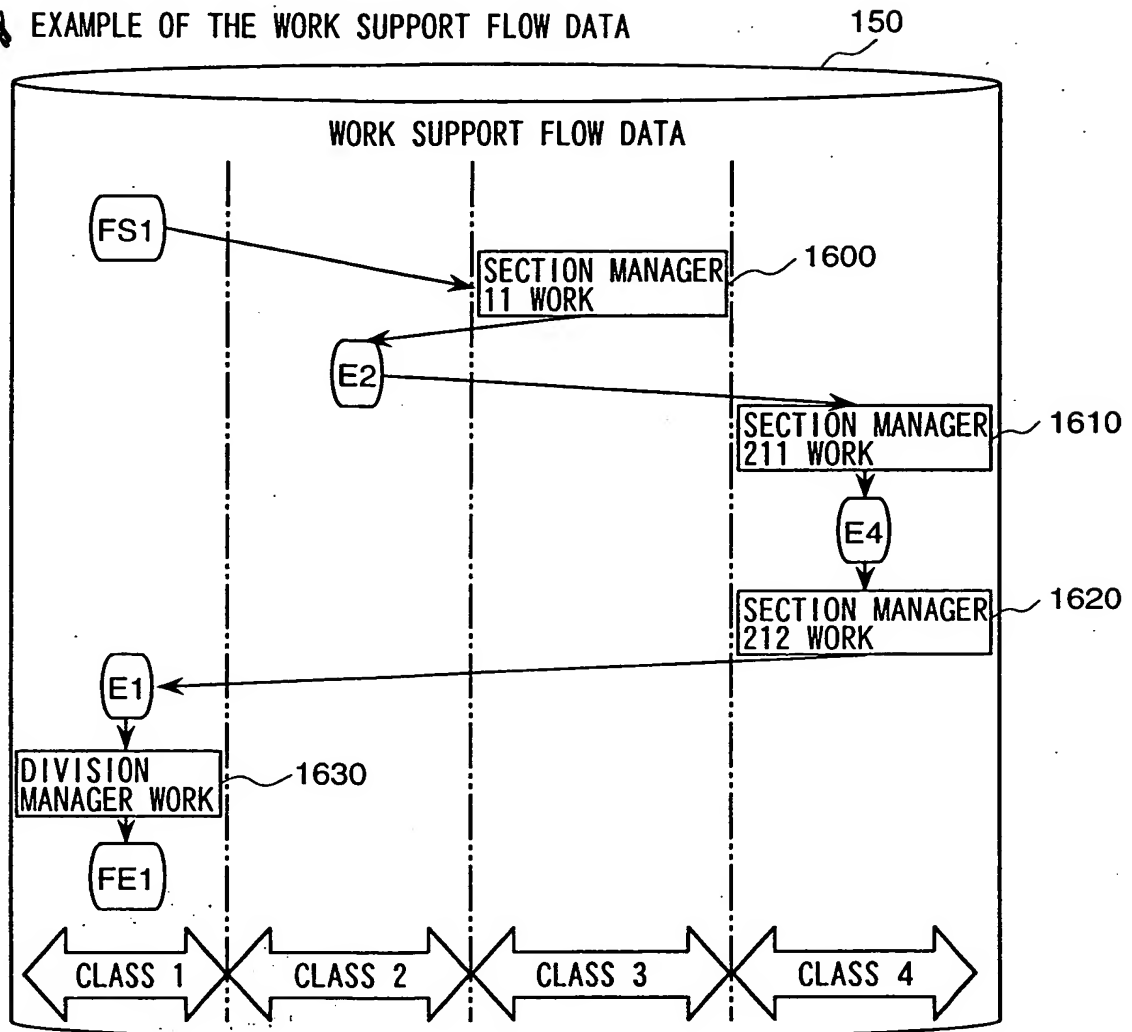 EXAMPLE OF THE WORK SUPPORT FLOW DATA
150
WORK SUPPORT FLOW DATA
FS1
SECTION MANAGER
11 WORK
1600
E2
SECTION MANAGER
211 WORK
1610
E4
SECTION MANAGER
212 WORK
1620
E1
DIVISION
MANAGER WORK
1630
FE1
CLASS 1
CLASS 2
CLASS 3
CLASS 4